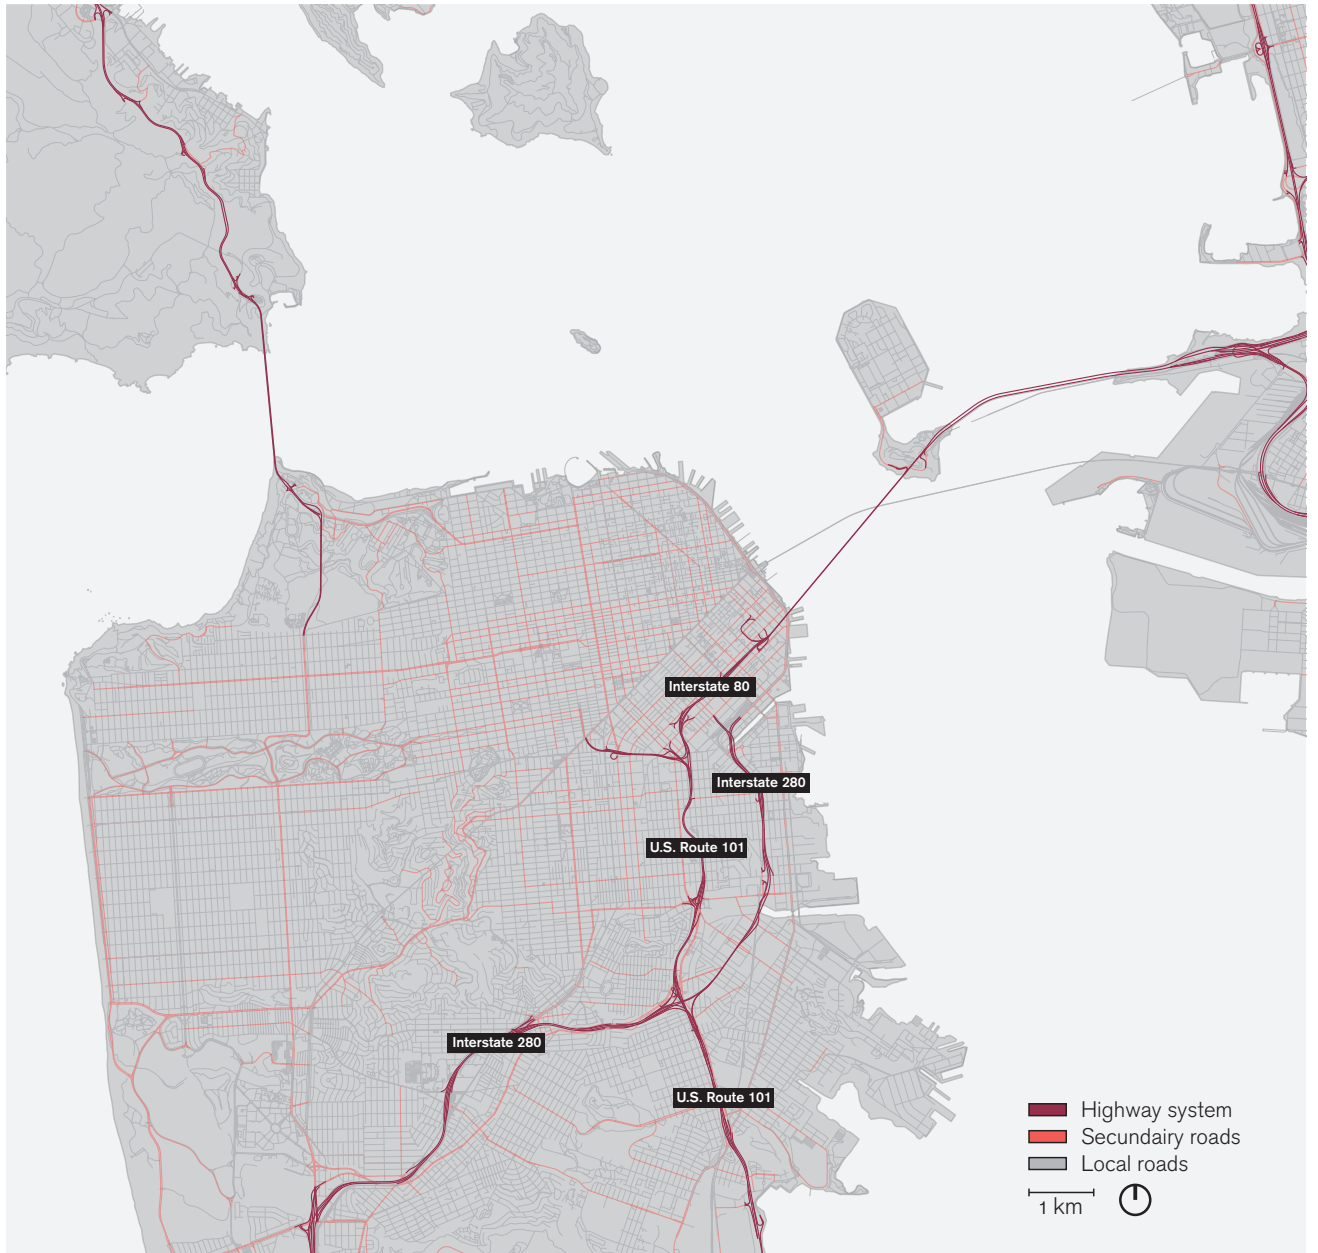 Interstate 80
Interstate 280
U.S. Route 101
Interstate 280
U.S. Route 101
Highway system
Secundairy roads
Local roads
1 km